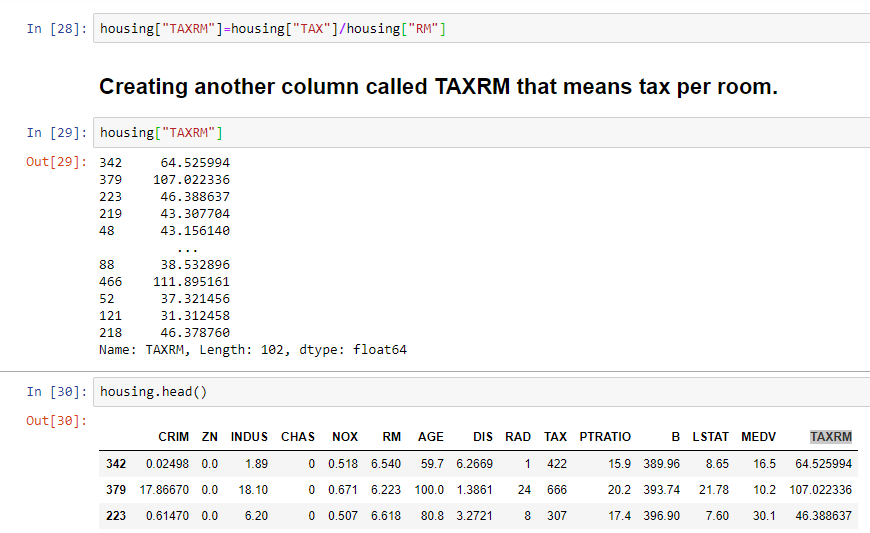 In [28]: housing["TAXRM"]=housing["TAX"]/housing["RM"]
Creating another column called TAXRM that means tax per room.
In [29]: housing["TAXRM"]
Out[29]: 342 64.525994
379 107.022336
223 46.388637
219 43.307704
48 43.156140
...
88 38.532896
466 111.895161
52 37.321456
121 31.312458
218 46.378760
Name: TAXRM, Length: 102, dtype: float64
In [30]: housing.head()
Out[30]:
CRIM ZN INDUS CHAS NOX RM AGE DIS RAD TAX PTRATIO B LSTAT MEDV TAXRM
342 0.02498 0.0 1.89 0 0.518 6.540 59.7 6.2669 1 422 15.9 389.96 8.65 16.5 64.525994
379 17.86670 0.0 18.10 0 0.671 6.223 100.0 1.3861 24 666 20.2 393.74 21.78 10.2 107.022336
223 0.61470 0.0 6.20 0 0.507 6.618 80.8 3.2721 8 307 17.4 396.90 7.60 30.1 46.388637